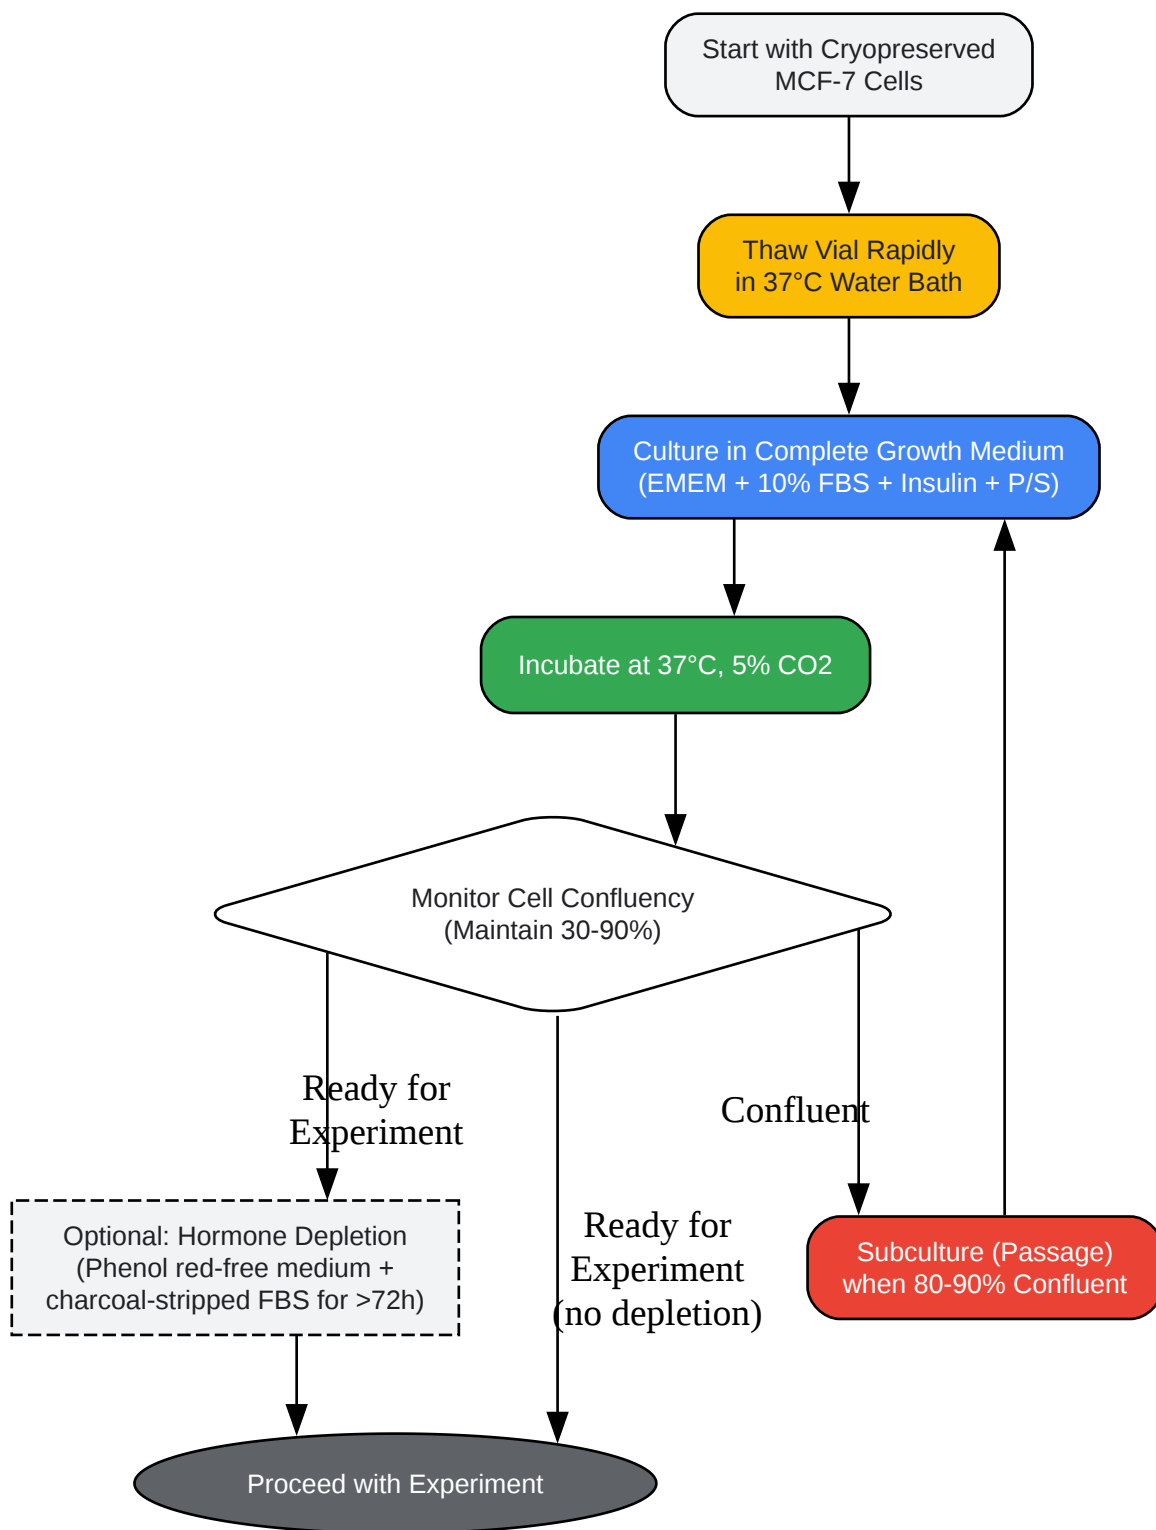 Start with Cryopreserved
MCF-7 Cells
Thaw Vial Rapidly
in 37°C Water Bath
Culture in Complete Growth Medium
(EMEM + 10% FBS + Insulin + P/S)
Incubate at 37°C, 5% CO2
Monitor Cell Confluency
(Maintain 30-90%)
Ready for
Experiment
Confluent
Ready for
Experiment
(no depletion)
Optional: Hormone Depletion
(Phenol red-free medium +
charcoal-stripped FBS for >72h)
Subculture (Passage)
when 80-90% Confluent
Proceed with Experiment